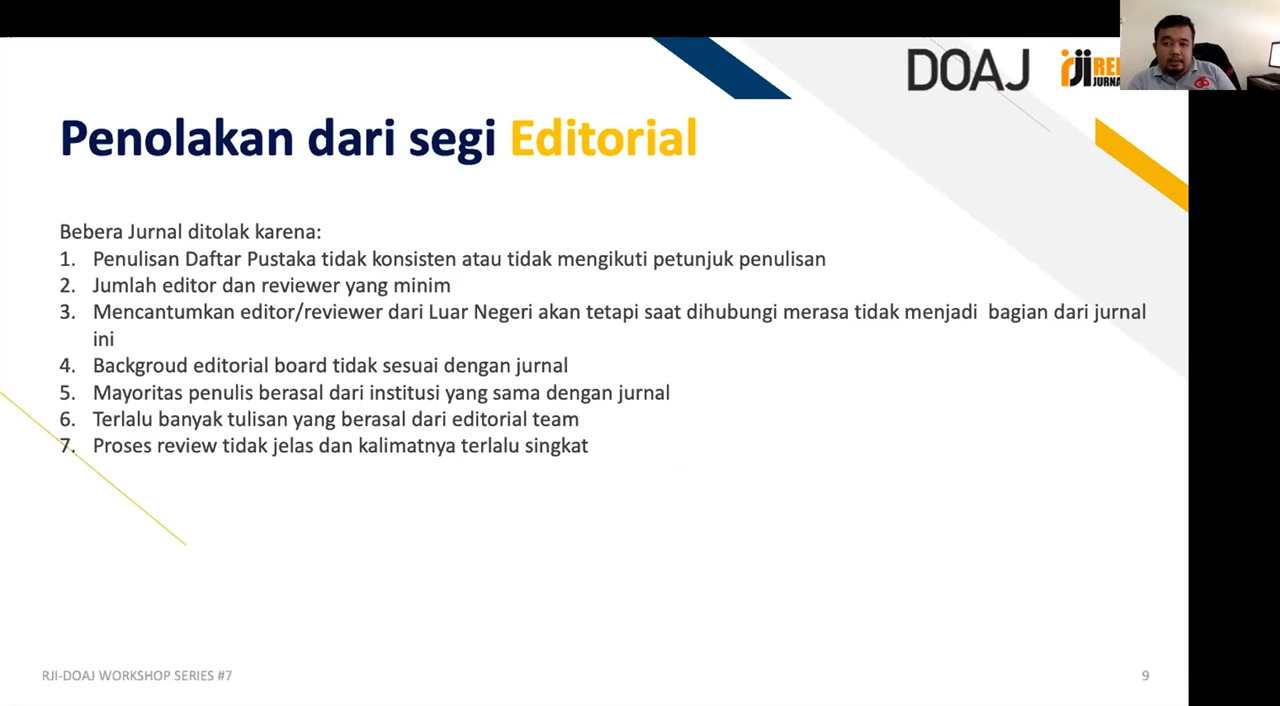 DOAJ
rji
JURNA
Penolakan dari segi Editorial
Bebera Jurnal ditolak karena:
1. Penulisan Daftar Pustaka tidak konsisten atau tidak mengikuti petunjuk penulisan
2. Jumlah editor dan reviewer yang minim
3. Mencantumkan editor/reviewer dari Luar Negeri akan tetapi saat dihubungi merasa tidak menjadi bagian dari jurnal
ini
4. Backgroud editorial board tidak sesuai dengan jurnal
5. Mayoritas penulis berasal dari institusi yang sama dengan jurnal
6. Terlalu banyak tulisan yang berasal dari editorial team
7. Proses review tidak jelas dan kalimatnya terlalu singkat
RJI-DOAJ WORKSHOP SERIES #7
9